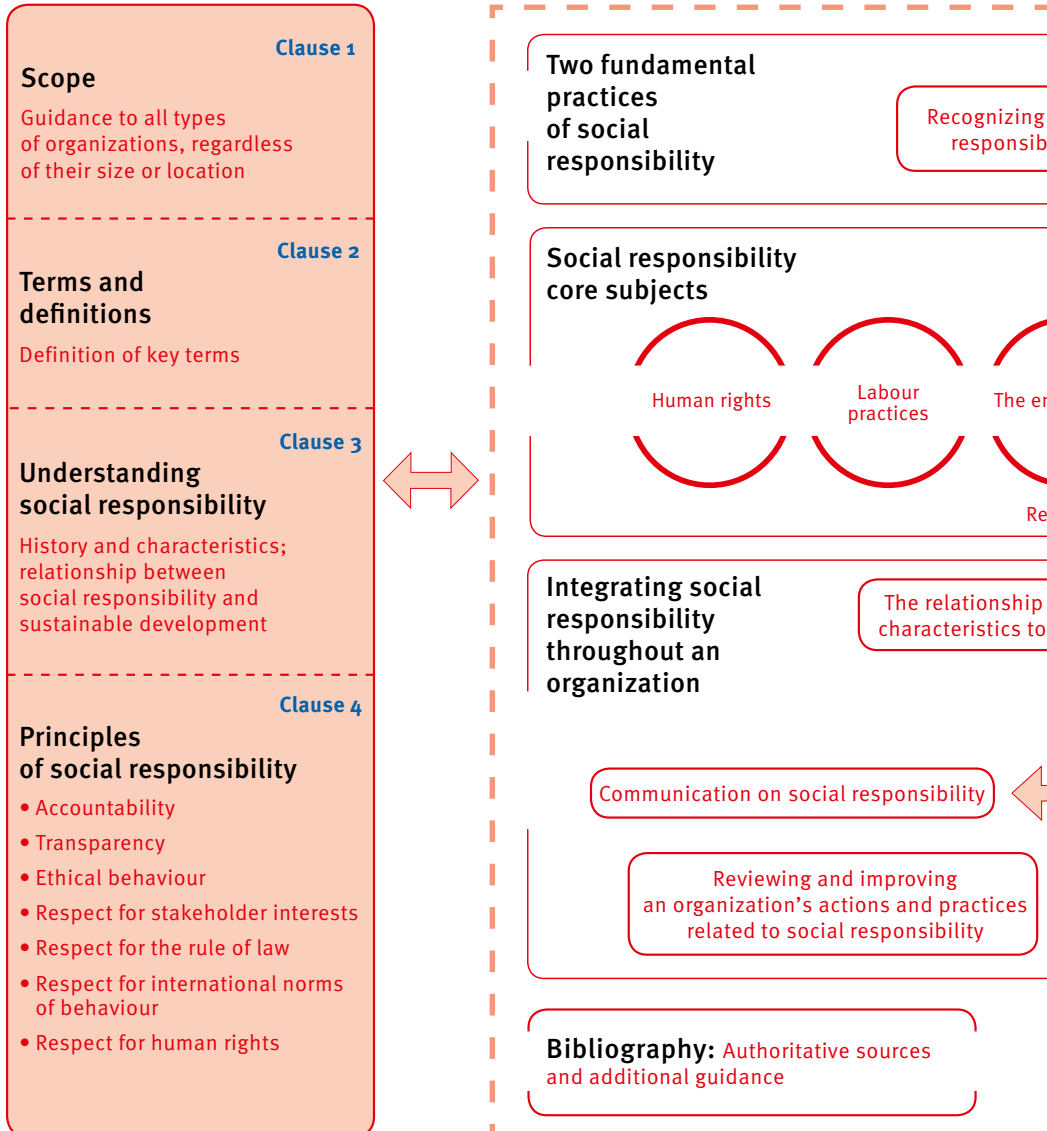 Clause 1
Scope
Guidance to all types
of organizations, regardless
of their size or location
Clause 2
Terms and
definitions
Definition of key terms
Clause 3
Understanding
social responsibility
History and characteristics;
relationship between
social responsibility and
sustainable development
Clause 4
Principles
of social responsibility
• Accountability
• Transparency
• Ethical behaviour
• Respect for stakeholder interests
• Respect for the rule of law
• Respect for international norms
of behaviour
• Respect for human rights
Two fundamental
practices
of social
responsibility
Recognizing
Social responsibility
core subjects
Human rights
Labour
practices
The
Integrating social
responsibility
throughout an
organization
The relationship
characteristics to
Communication on social responsibility
Reviewing and improving
an organization's actions and practices
related to social responsibility
Bibliography: Authoritative sources
and additional guidance